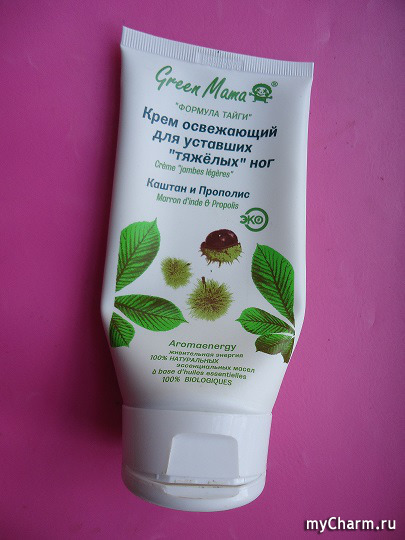 Green Mama®
"ФОРМУЛА ТАЙГИ"
Крем освежающий
для уставших
"тяжёлых" ног
Crème "jambes légères"
Каштан и Прополис
Marron d'inde & Propolis
ЭКО
Aromaenergy
живительная энергия
100% НАТУРАЛЬНЫХ
эссенциальных масел
à base d'huiles essentielles
100% BIOLOGIQUES
myCharm.ru